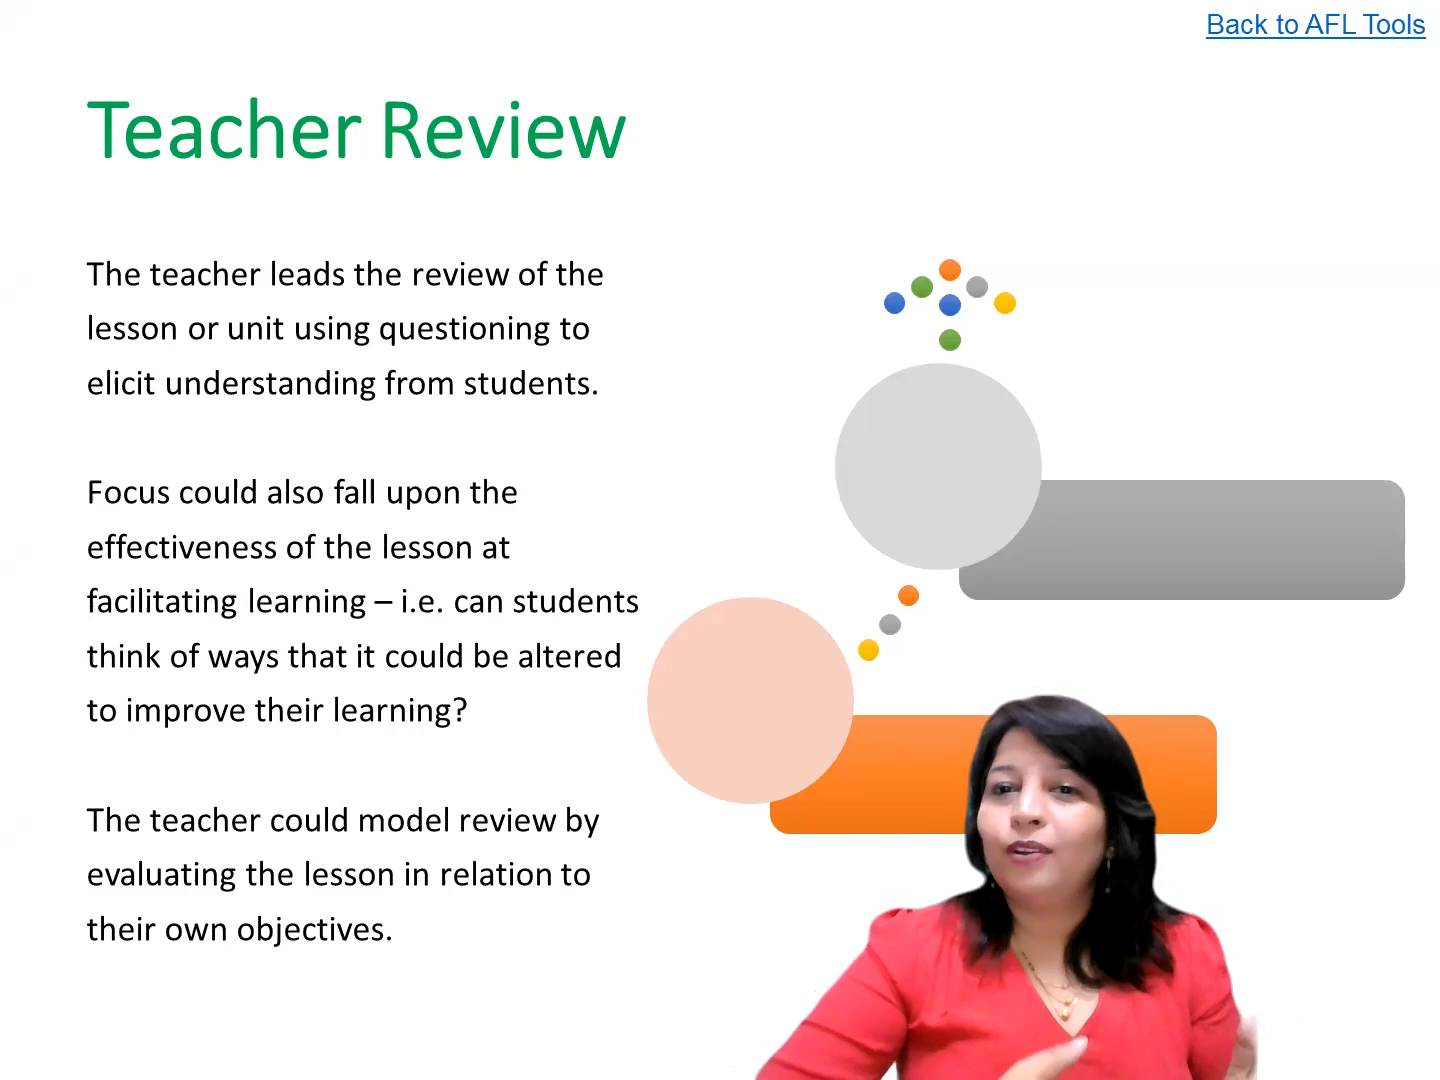 Back to AFL Tools
Teacher Review
The teacher leads the review of the
lesson or unit using questioning to
elicit understanding from students.
Focus could also fall upon the
effectiveness of the lesson at
facilitating learning – i.e. can students
think of ways that it could be altered
to improve their learning?
The teacher could model review by
evaluating the lesson in relation to
their own objectives.